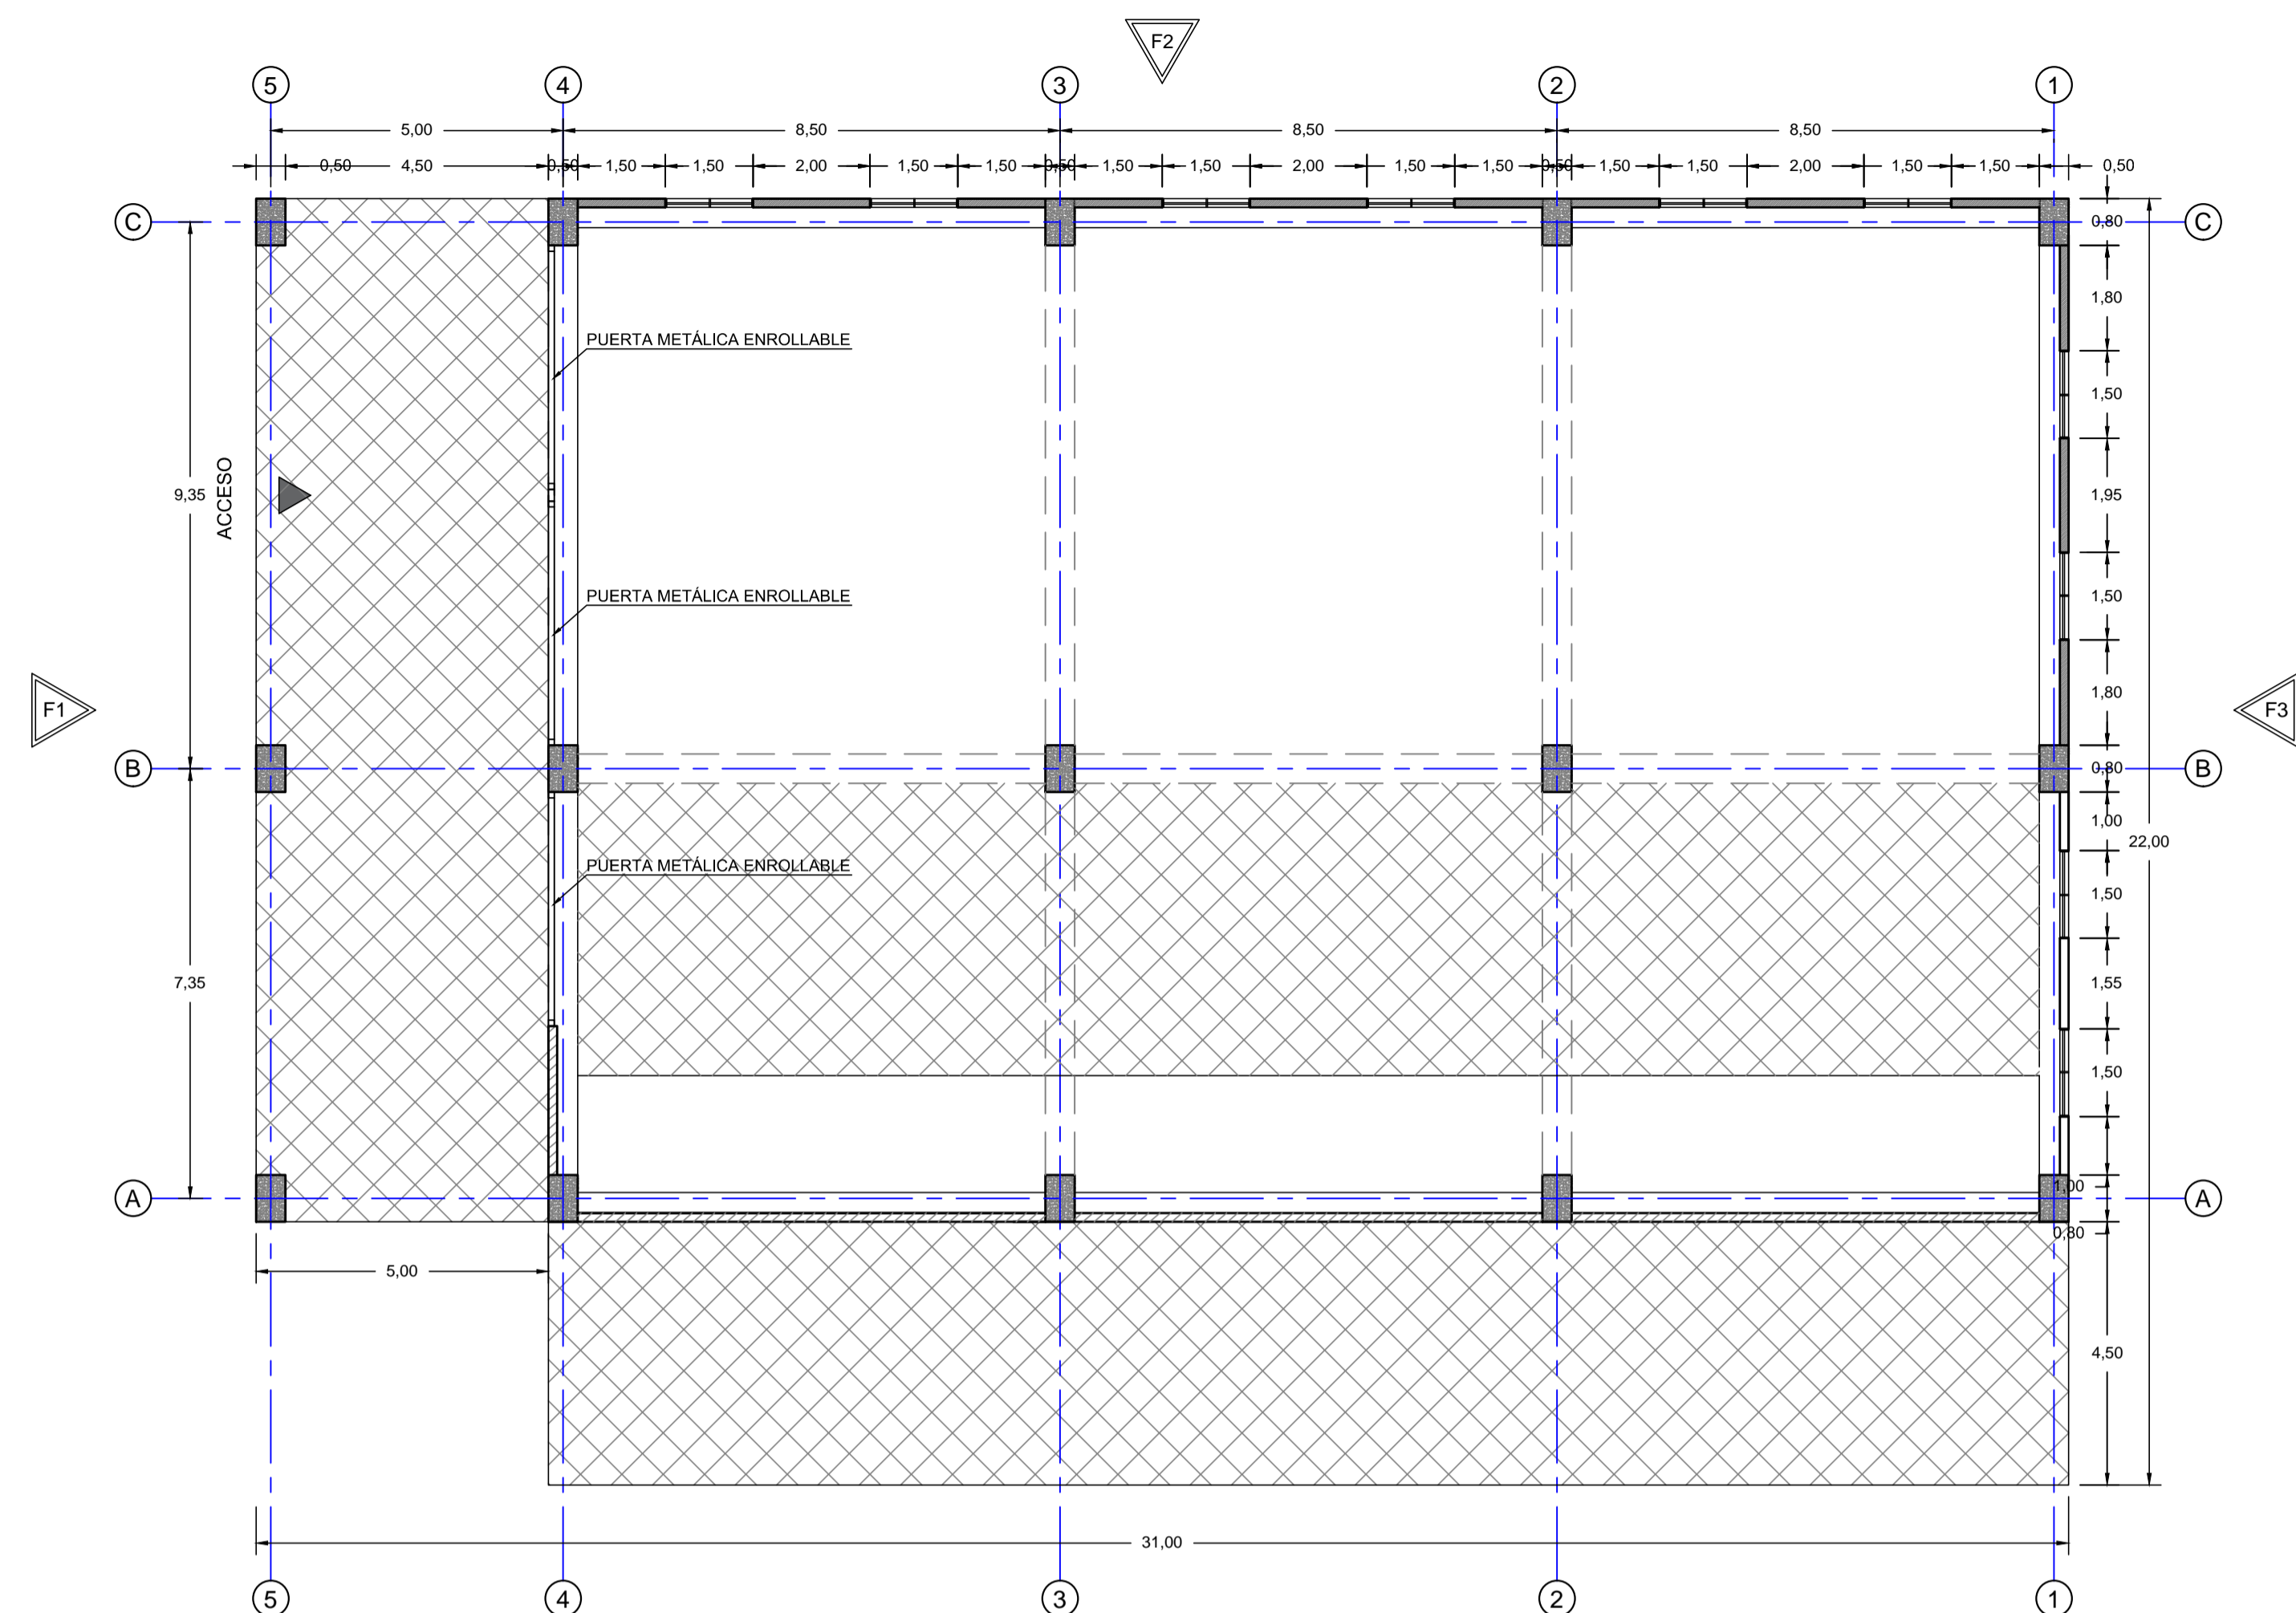 F2
5 4 3 2 1
5,00 8,50 8,50 8,50
0,50 4,50 0,50 1,50 1,50 2,00 1,50 1,50 0,50 1,50 1,50 2,00 1,50 1,50 0,50 1,50 1,50 2,00 1,50 1,50 0,50
C C
0,80
1,80
PUERTA METÁLICA ENROLLABLE
1,50
9,35
ACCESO
1,95
PUERTA METÁLICA ENROLLABLE
1,50
1,80
F1
F3
B B
0,80
1,00
22,00
PUERTA METÁLICA ENROLLABLE
1,50
7,35
1,55
1,50
1,00
A A
0,80
5,00
4,50
31,00
5 4 3 2 1